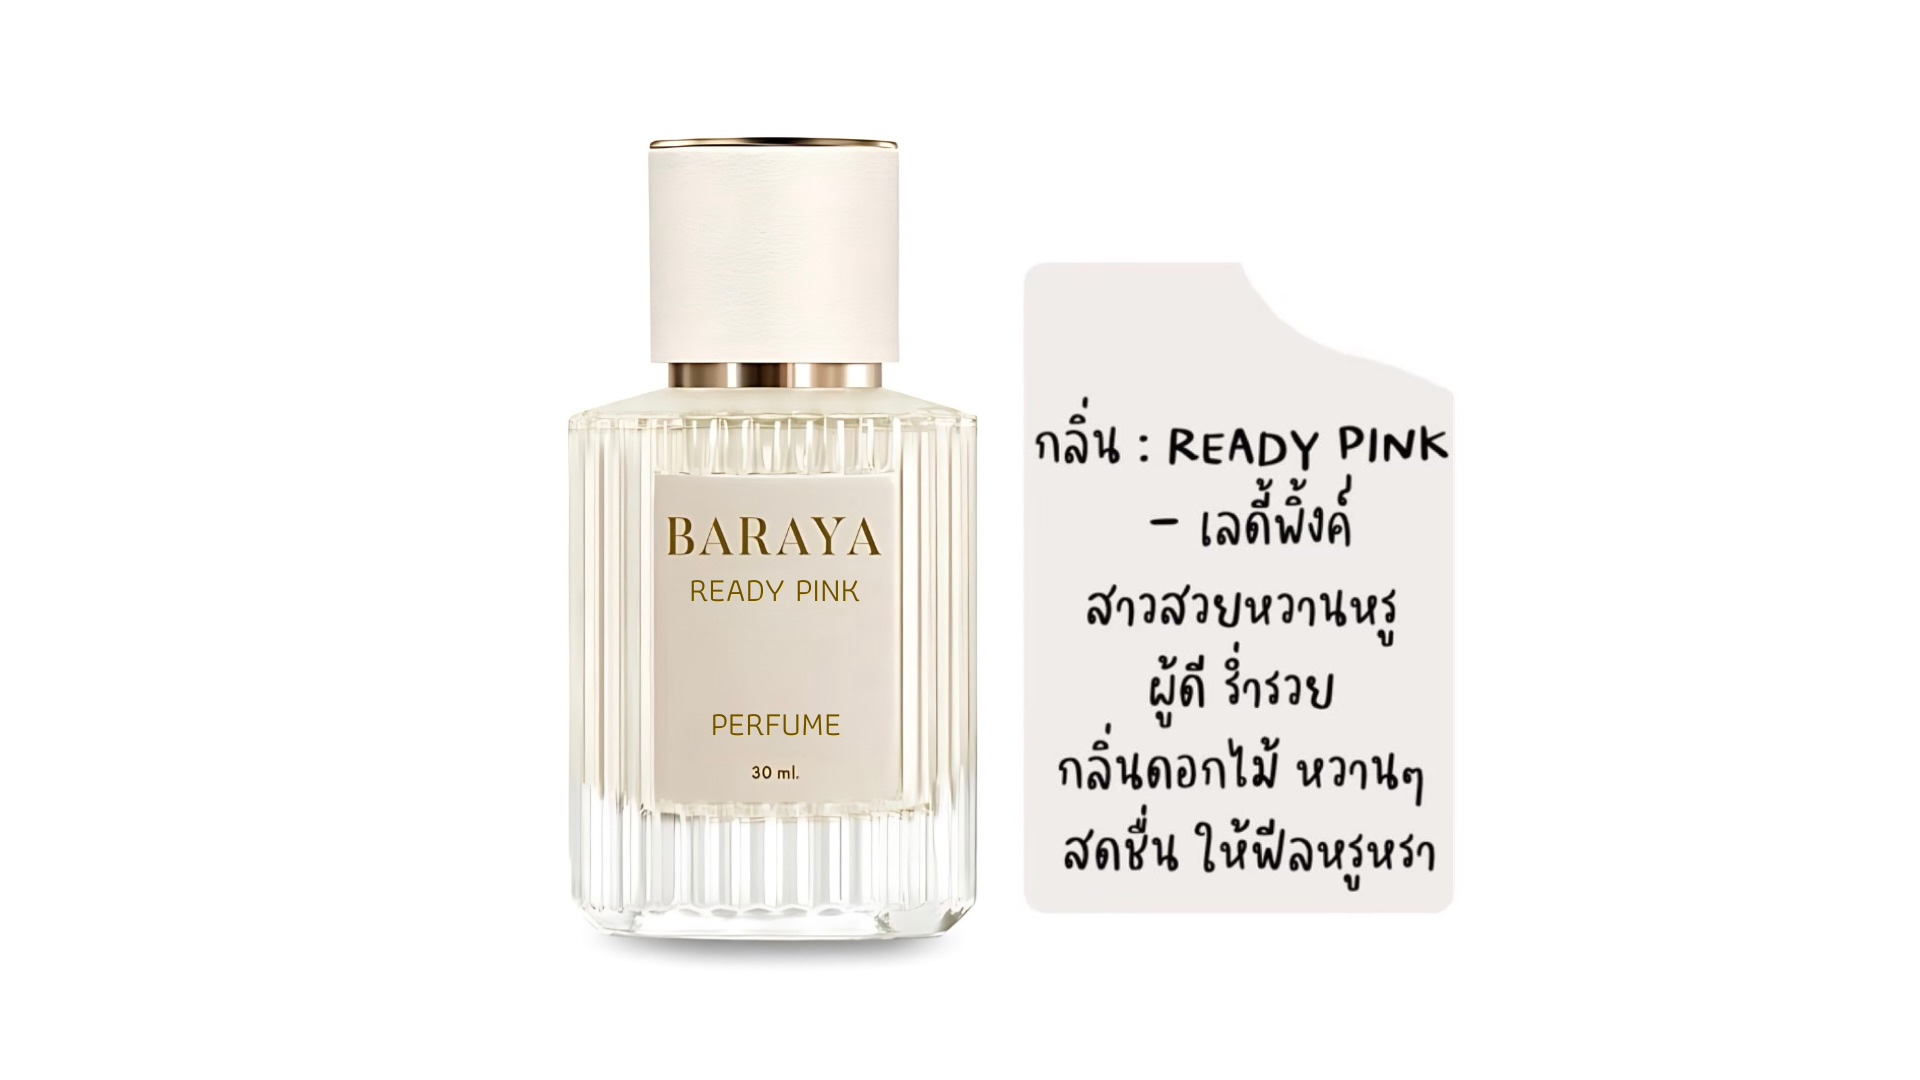 BARAYA
READY PINK
PERFUME
30 ml.
กลิ่น : READY PINK
- เลดี้พิ้งค์
สาวสวยหวานหรู
ผู้ดี ร่ำรวย
กลิ่นดอกไม้ หวานๆ
สดชื่น ให้ฟีลหรูหรา